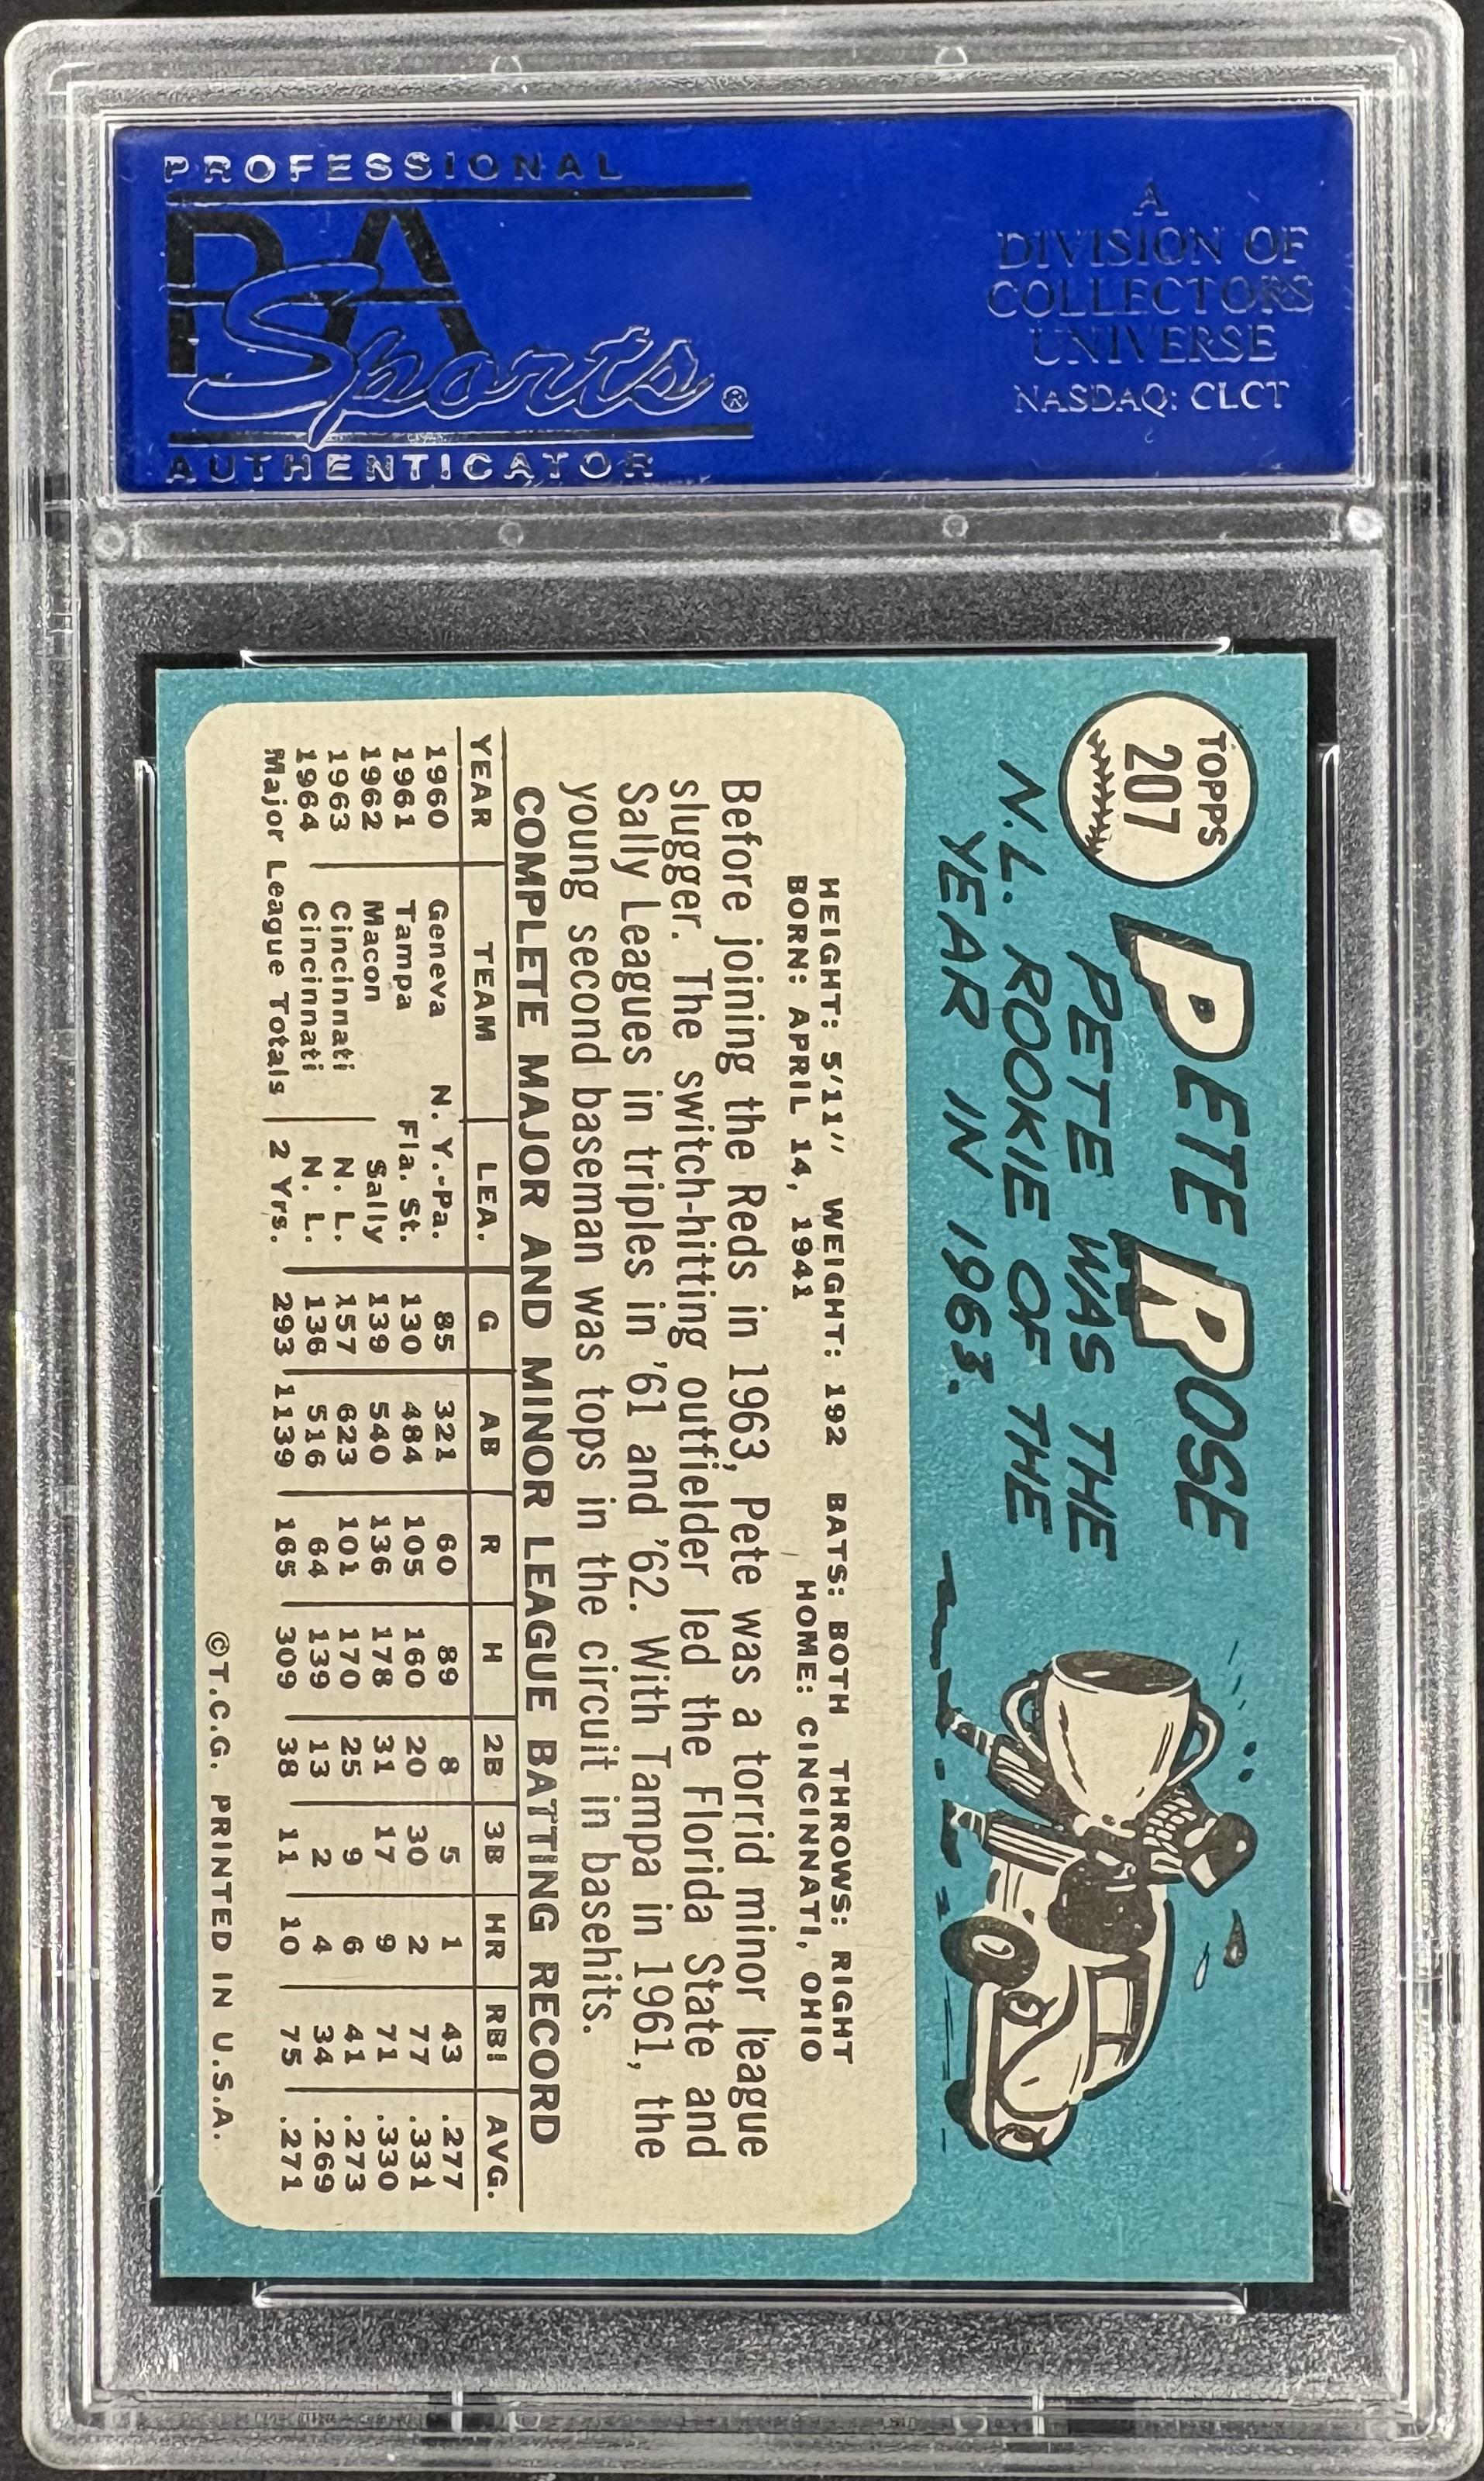 PROFESSIONAL
PSA
Sports®
AUTHENTICATOR
A
DIVISION OF
COLLECTORS
UNIVERSE
NASDAQ: CLCT
TOPPS
207
PETE ROSE
PETE WAS THE
N.L. ROOKIE OF THE
YEAR IN 1963.
HEIGHT: 5'11" WEIGHT: 192 BATS: BOTH THROWS: RIGHT
BORN: APRIL 14, 1941 HOME: CINCINNATI, OHIO
Before joining the Reds in 1963, Pete was a torrid minor league
slugger. The switch-hitting outfielder led the Florida State and
Sally Leagues in triples in '61 and '62. With Tampa in 1961, the
young second baseman was tops in the circuit in basehits.
COMPLETE MAJOR AND MINOR LEAGUE BATTING RECORD
YEAR TEAM LEA. G AB R H 2B 3B HR RBI AVG.
1960 Geneva N. Y.-Pa. 85 321 60 89 8 5 1 43 .277
1961 Tampa Fla. St. 130 484 105 160 20 30 2 77 .331
1962 Macon Sally 139 540 136 178 31 17 9 71 .330
1963 Cincinnati N. L. 157 623 101 170 25 9 6 41 .273
1964 Cincinnati N. L. 136 516 64 139 13 2 4 34 .269
Major League Totals 2 Yrs. 293 1139 165 309 38 11 10 75 .271
©T.C.G. PRINTED IN U.S.A.